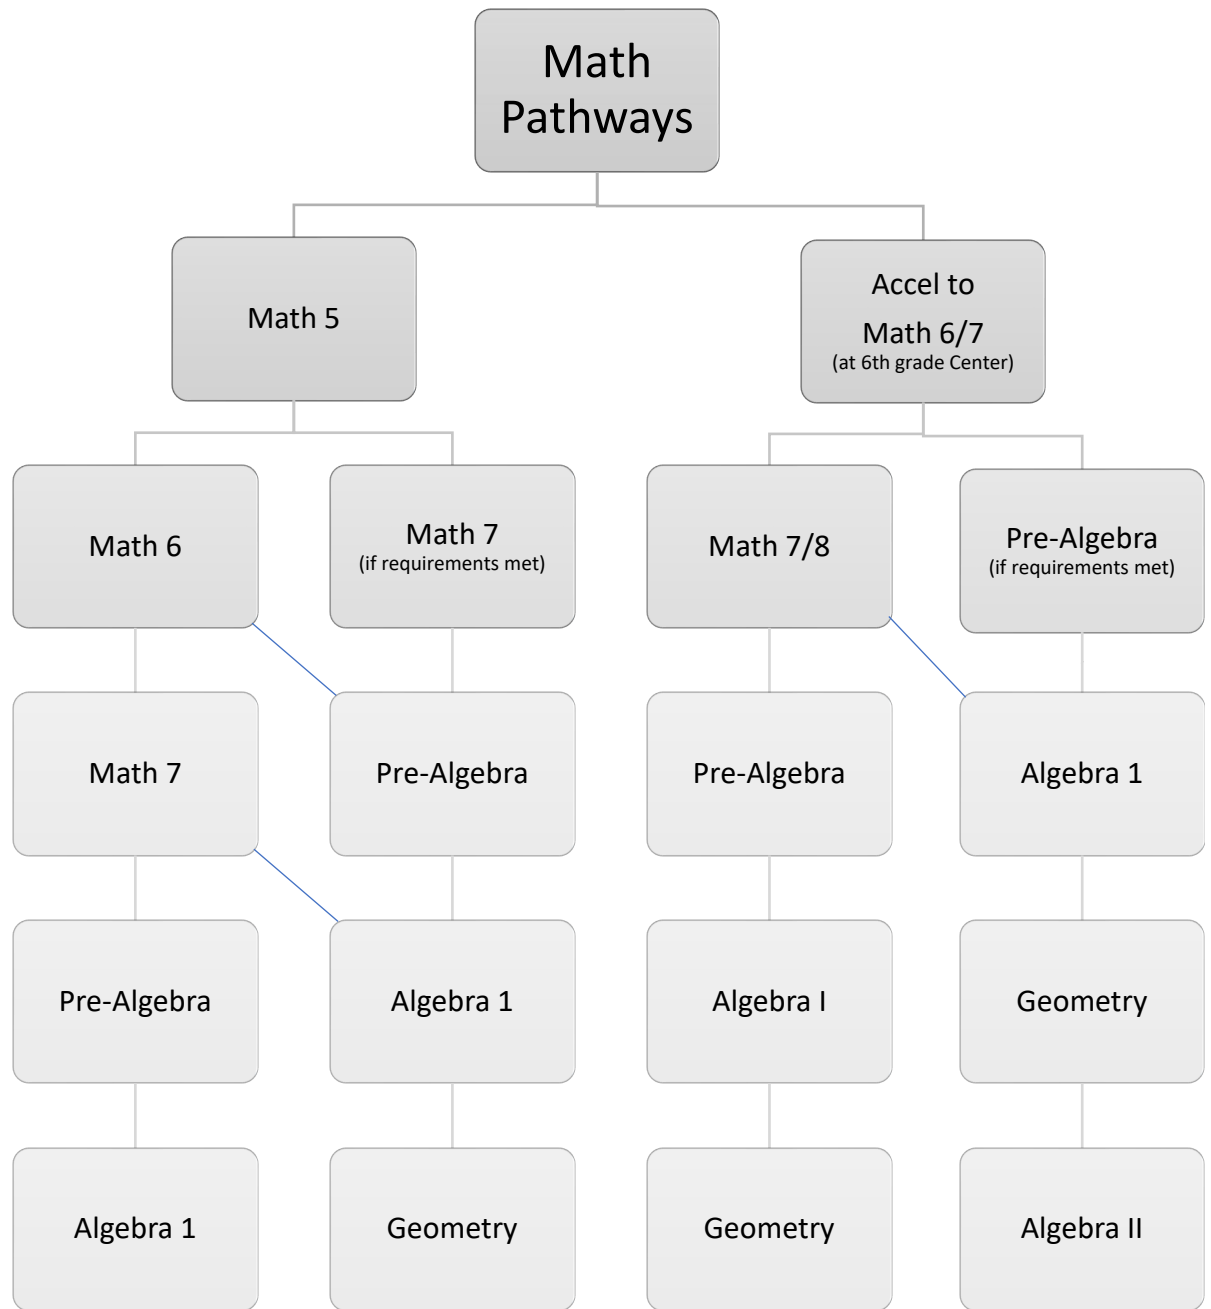 Math
Pathways
Math 5
Accel to
Math 6/7
(at 6th grade Center)
Math 6
Math 7
(if requirements met)
Math 7/8
Pre-Algebra
(if requirements met)
Math 7
Pre-Algebra
Pre-Algebra
Algebra 1
Pre-Algebra
Algebra 1
Algebra I
Geometry
Algebra 1
Geometry
Geometry
Algebra II